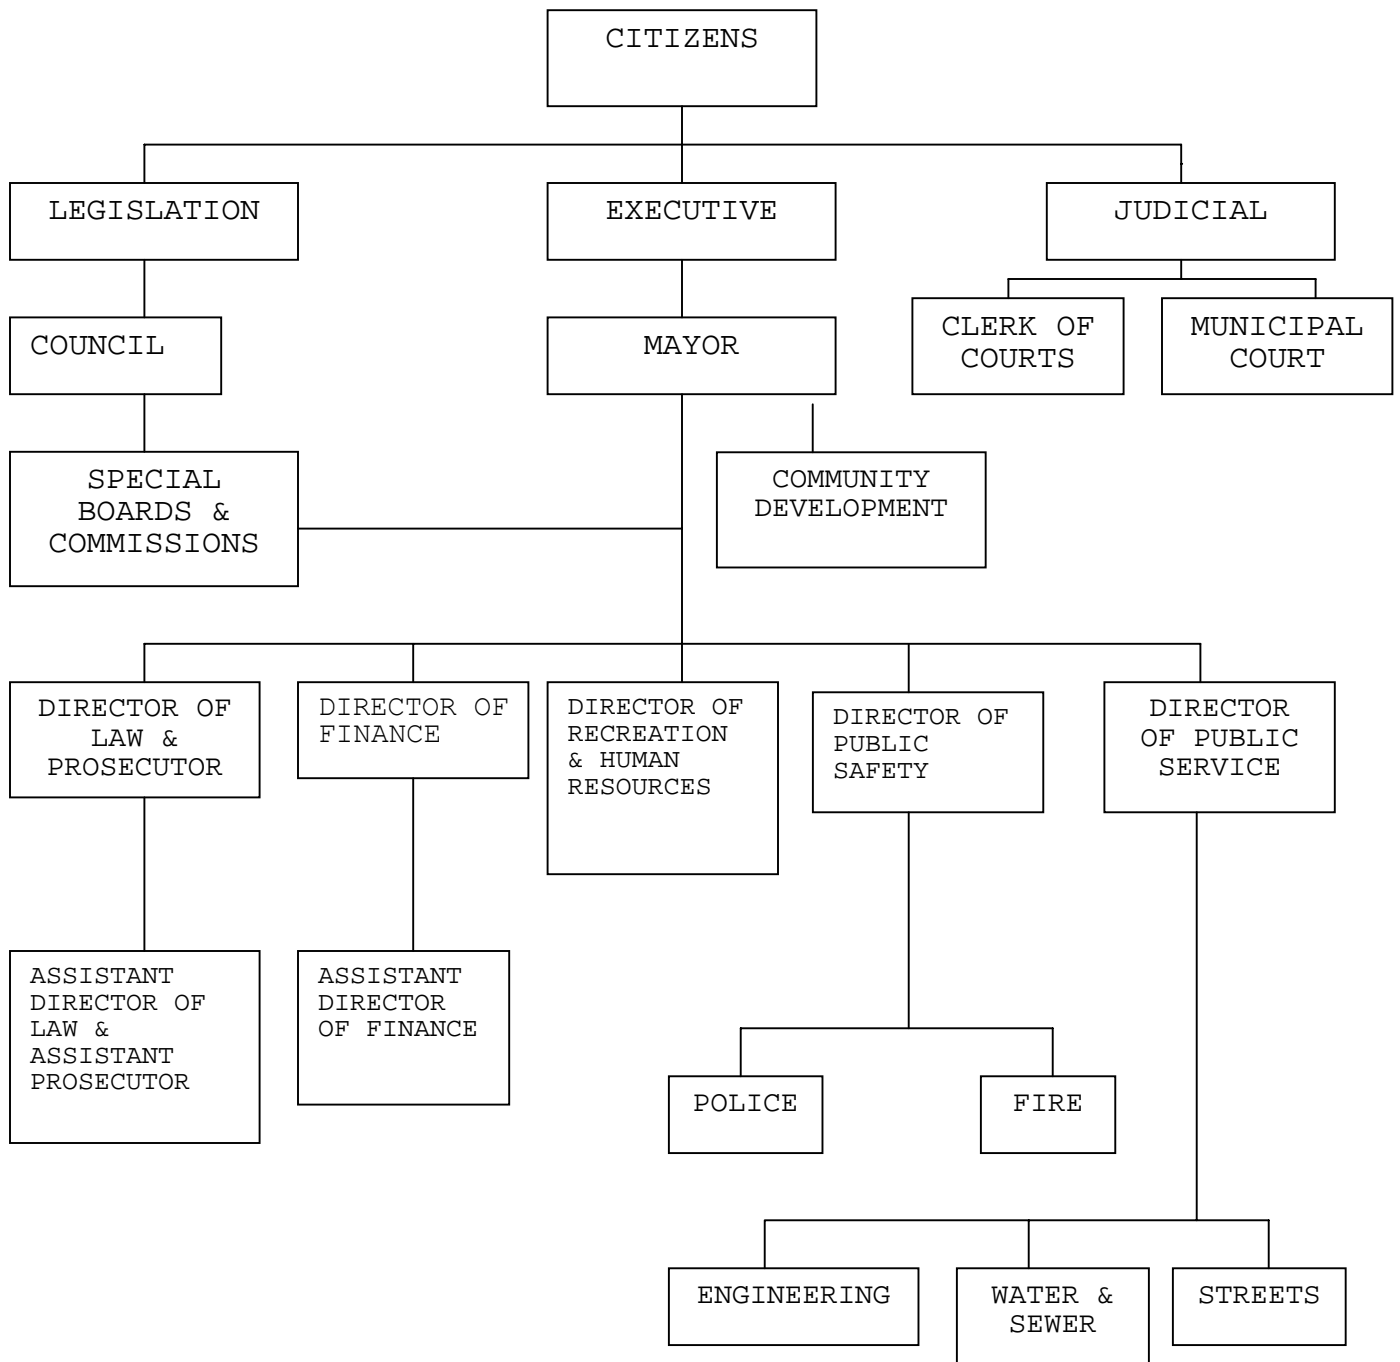 CITIZENS
LEGISLATION
EXECUTIVE
JUDICIAL
COUNCIL
MAYOR
CLERK OF
COURTS
MUNICIPAL
COURT
SPECIAL
BOARDS &
COMMISSIONS
COMMUNITY
DEVELOPMENT
DIRECTOR OF
LAW &
PROSECUTOR
DIRECTOR OF
FINANCE
DIRECTOR OF
RECREATION
& HUMAN
RESOURCES
DIRECTOR OF
PUBLIC
SAFETY
DIRECTOR
OF PUBLIC
SERVICE
ASSISTANT
DIRECTOR OF
LAW &
ASSISTANT
PROSECUTOR
ASSISTANT
DIRECTOR
OF FINANCE
POLICE
FIRE
ENGINEERING
WATER &
SEWER
STREETS